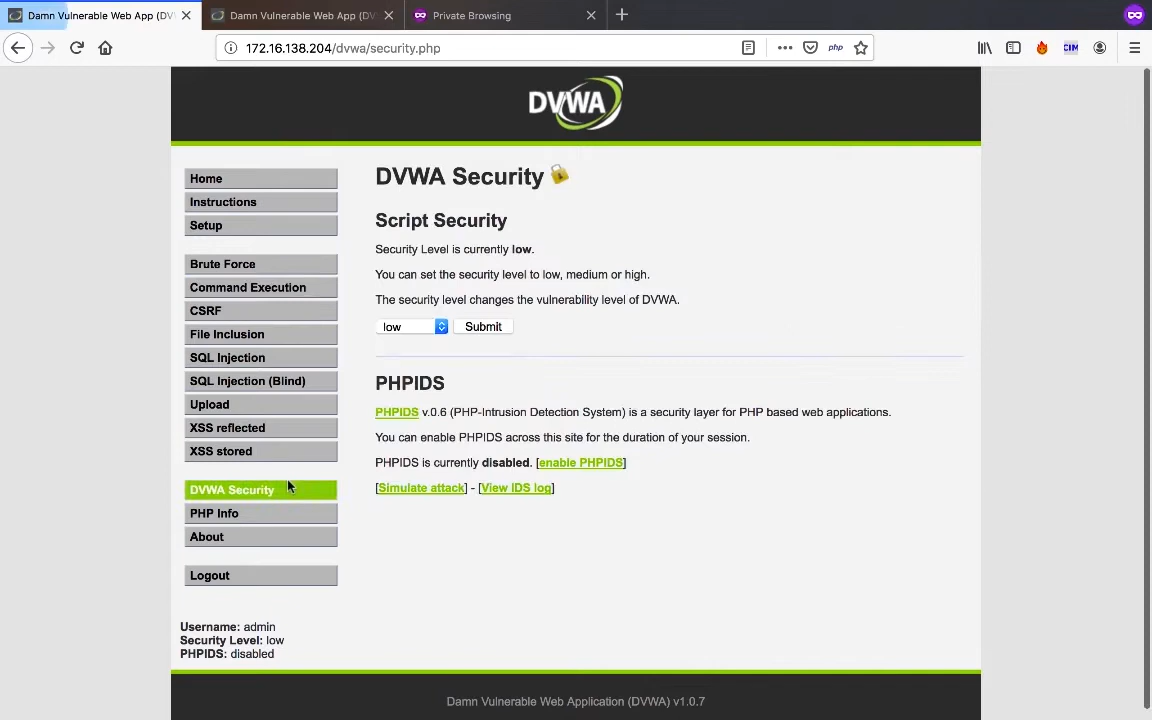 Damn Vulnerable Web App (DV
Damn Vulnerable Web App (DV
Private Browsing
172.16.138.204/dvwa/security.php
php
CIM
DVWA
Home
Instructions
Setup
Brute Force
Command Execution
CSRF
File Inclusion
SQL Injection
SQL Injection (Blind)
Upload
XSS reflected
XSS stored
DVWA Security
PHP Info
About
Logout
Username: admin
Security Level: low
PHPIDS: disabled
DVWA Security
Script Security
Security Level is currently low.
You can set the security level to low, medium or high.
The security level changes the vulnerability level of DVWA.
low
Submit
PHPIDS
PHPIDS v.0.6 (PHP-Intrusion Detection System) is a security layer for PHP based web applications.
You can enable PHPIDS across this site for the duration of your session.
PHPIDS is currently disabled. [enable PHPIDS]
[Simulate attack] - [View IDS log]
Damn Vulnerable Web Application (DVWA) v1.0.7